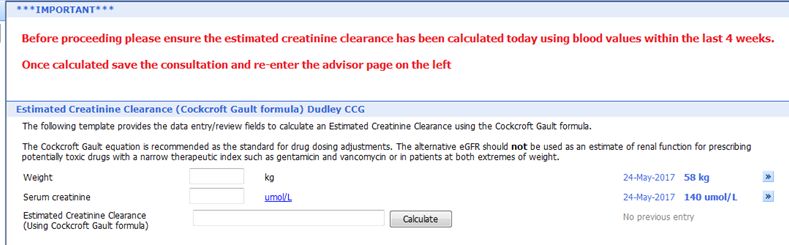 ***IMPORTANT***
Before proceeding please ensure the estimated creatinine clearance has been calculated today using blood values within the last 4 weeks.
Once calculated save the consultation and re-enter the advisor page on the left
Estimated Creatinine Clearance (Cockcroft Gault formula) Dudley CCG
The following template provides the data entry/review fields to calculate an Estimated Creatinine Clearance using the Cockcroft Gault formula.
The Cockcroft Gault equation is recommended as the standard for drug dosing adjustments. The alternative eGFR should not be used as an estimate of renal function for prescribing
potentially toxic drugs with a narrow therapeutic index such as gentamicin and vancomycin or in patients at both extremes of weight.
Weight kg 24-May-2017 58 kg »
Serum creatinine umol/L 24-May-2017 140 umol/L »
Estimated Creatinine Clearance
(Using Cockcroft Gault formula) Calculate No previous entry